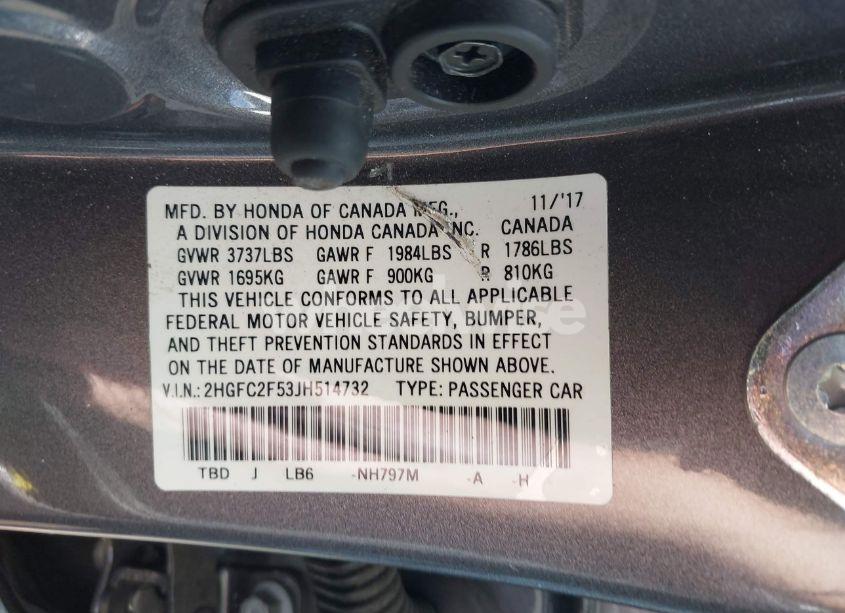 MFD. BY HONDA OF CANADA MFG., 11/'17
A DIVISION OF HONDA CANADA INC. CANADA
GVWR 3737LBS GAWR F 1984LBS R 1786LBS
GVWR 1695KG GAWR F 900KG R 810KG
THIS VEHICLE CONFORMS TO ALL APPLICABLE
FEDERAL MOTOR VEHICLE SAFETY, BUMPER,
AND THEFT PREVENTION STANDARDS IN EFFECT
ON THE DATE OF MANUFACTURE SHOWN ABOVE.
V.I.N.: 2HGFC2F53JH514732 TYPE: PASSENGER CAR
TBD J LB6 -NH797M -A -H